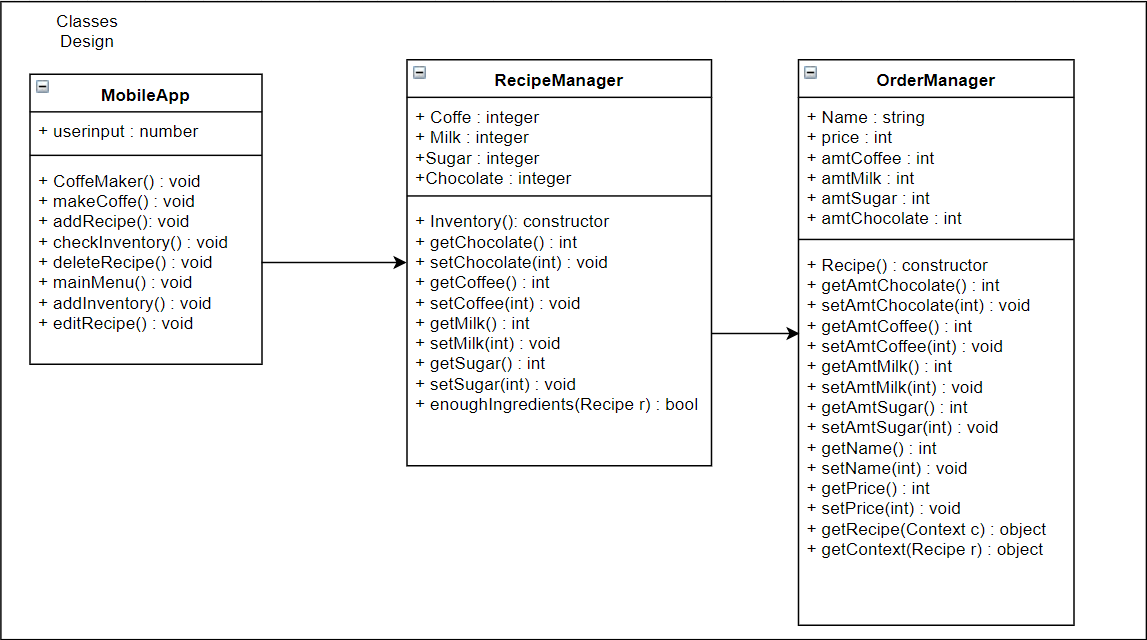 Classes
Design
MobileApp
+ userinput : number
+ CoffeMaker() : void
+ makeCoffe() : void
+ addRecipe(): void
+ checkInventory() : void
+ deleteRecipe() : void
+ mainMenu() : void
+ addInventory() : void
+ editRecipe() : void
RecipeManager
+ Coffe : integer
+ Milk : integer
+Sugar : integer
+Chocolate : integer
+ Inventory(): constructor
+ getChocolate() : int
+ setChocolate(int) : void
+ getCoffee() : int
+ setCoffee(int) : void
+ getMilk() : int
+ setMilk(int) : void
+ getSugar() : int
+ setSugar(int) : void
+ enoughIngredients(Recipe r) : bool
OrderManager
+ Name : string
+ price : int
+ amtCoffee : int
+ amtMilk : int
+ amtSugar : int
+ amtChocolate : int
+ Recipe() : constructor
+ getAmtChocolate() : int
+ setAmtChocolate(int) : void
+ getAmtCoffee() : int
+ setAmtCoffee(int) : void
+ getAmtMilk() : int
+ setAmtMilk(int) : void
+ getAmtSugar() : int
+ setAmtSugar(int) : void
+ getName() : int
+ setName(int) : void
+ getPrice() : int
+ setPrice(int) : void
+ getRecipe(Context c) : object
+ getContext(Recipe r) : object